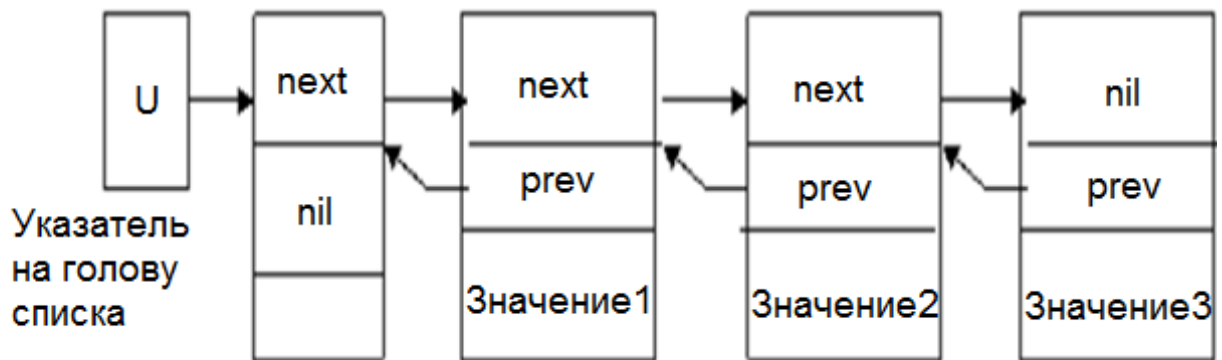 U
Указатель
на голову
списка
next
nil
next
prev
Значение1
next
prev
Значение2
nil
prev
Значение3